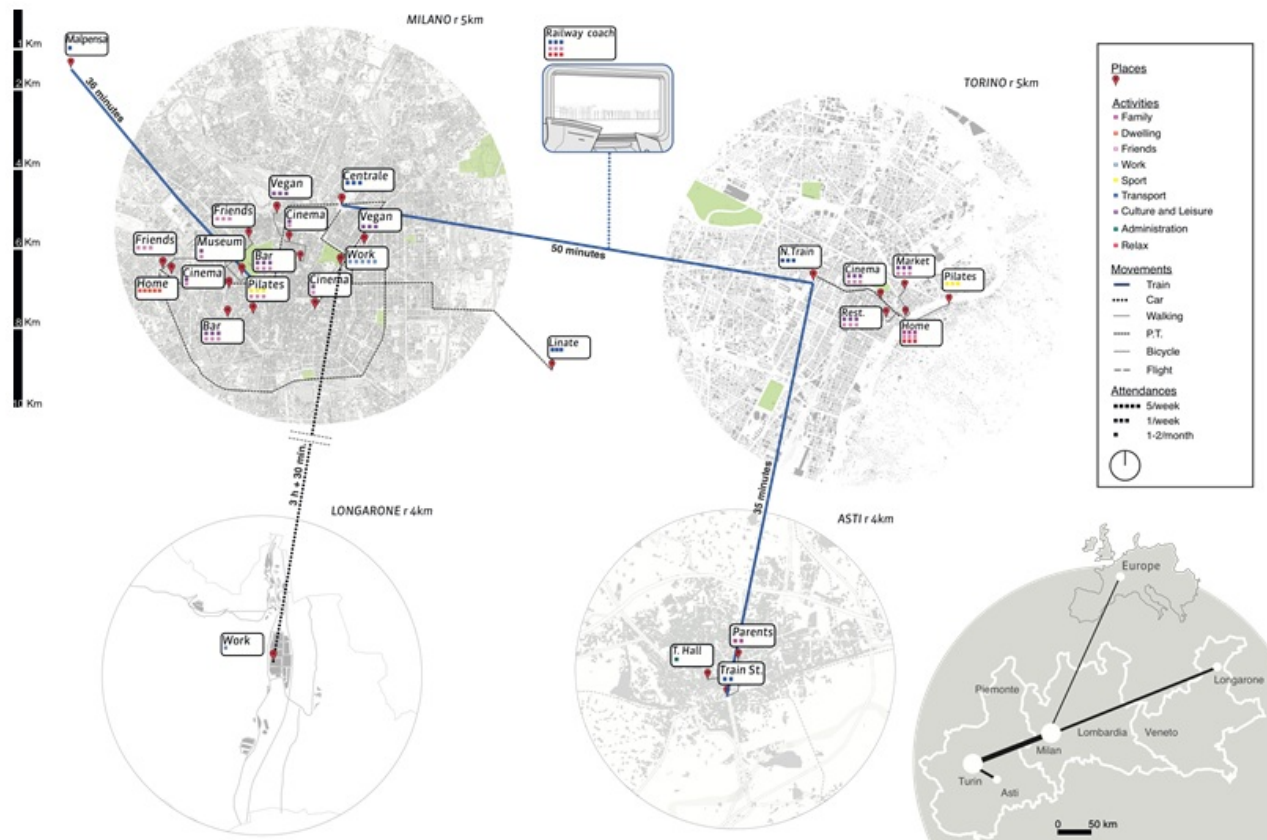 MILANO r 5km
Railway coach
TORINO r 5km
Malpensa
1 Km
2 Km
4 Km
6 Km
8 Km
10 Km
36 minutes
Vegan
Centrale
Friends
Cinema
Vegan
Friends
Museum
Bar
Work
Home
Cinema
Pilates
Cinema
Bar
Linate
50 minutes
N.Train
Cinema
Market
Pilates
Rest.
Home
Places
Activities
Family
Dwelling
Friends
Work
Sport
Transport
Culture and Leisure
Administration
Relax
Movements
Train
Car
Walking
P.T.
Bicycle
Flight
Attendances
5/week
1/week
1-2/month
3 h + 30 min.
35 minutes
LONGARONE r 4km
ASTI r 4km
Work
Parents
T. Hall
Train St.
Europe
Piemonte
Longarone
Lombardia
Veneto
Milan
Turin
Asti
0 50 km